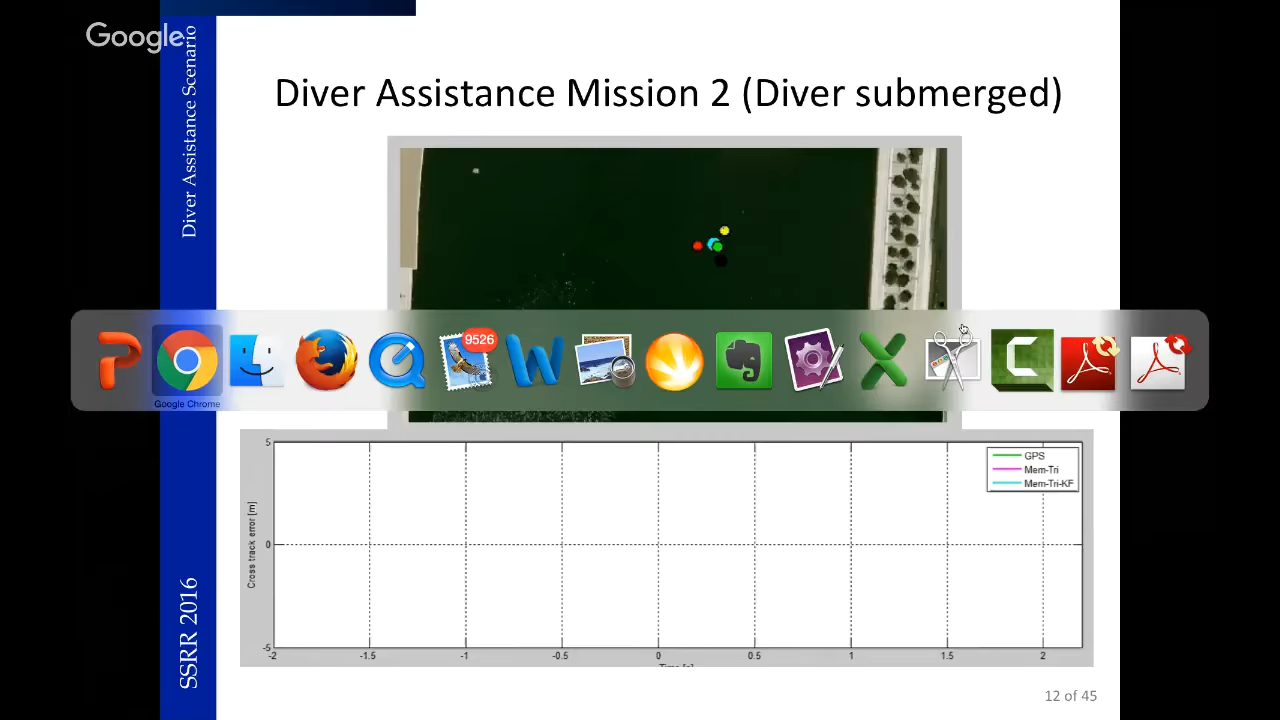 Google
Diver Assistance Scenario
SSRR 2016
Diver Assistance Mission 2 (Diver submerged)
9526
Google Chrome
GPS
Mem-Tri
Mem-Tri-KF
Cross track error [m]
5
0
-5
-2 -1.5 -1 -0.5 0 0.5 1 1.5 2
Time [s]
12 of 45